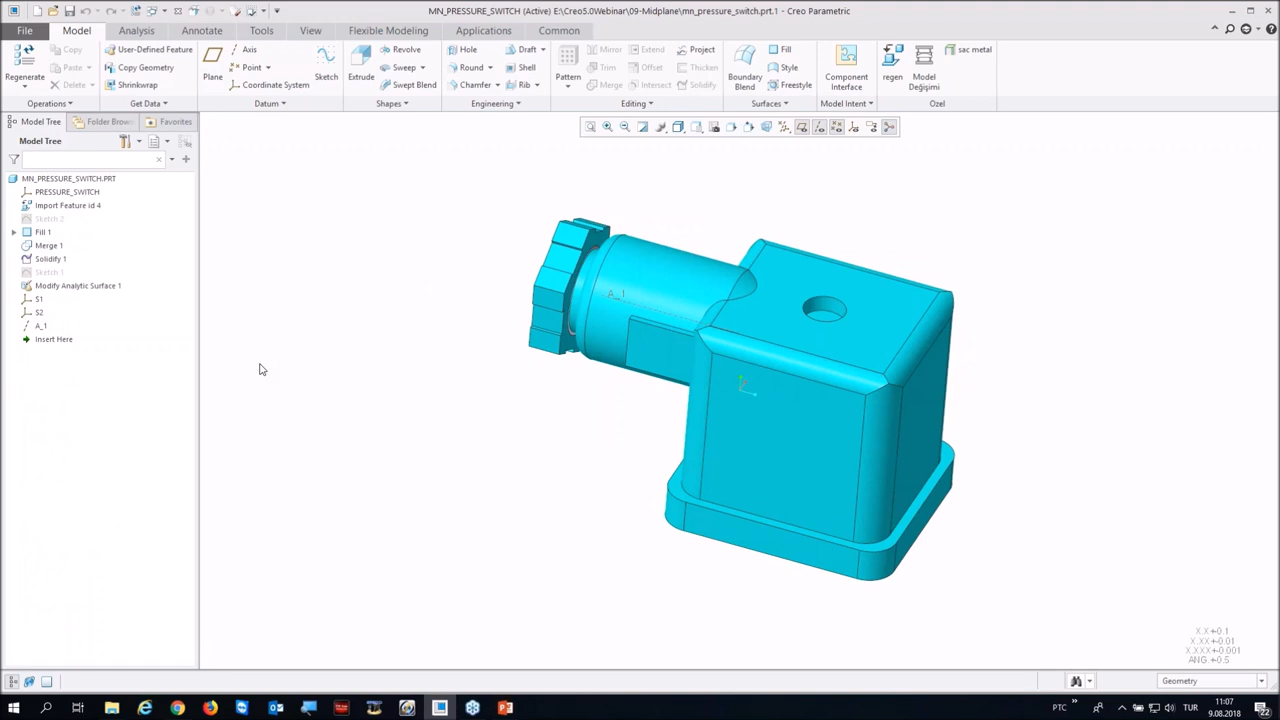 MN_PRESSURE_SWITCH (Active) E:\Creo5.0Webinar\09-Midplane\mn_pressure_switch.prt.1 - Creo Parametric
File Model Analysis Annotate Tools View Flexible Modeling Applications Common
Regenerate
Copy
Paste
Delete
Operations
User-Defined Feature
Copy Geometry
Shrinkwrap
Get Data
Plane
Axis
Point
Coordinate System
Sketch
Datum
Extrude
Revolve
Sweep
Swept Blend
Shapes
Hole
Round
Chamfer
Draft
Shell
Rib
Engineering
Pattern
Mirror
Trim
Merge
Extend
Offset
Intersect
Project
Thicken
Solidify
Editing
Boundary
Blend
Fill
Style
Freestyle
Surfaces
Component
Interface
Model Intent
regen
Model
Değişimi
sac metal
Ozel
Model Tree Folder Brow Favorites
Model Tree
MN_PRESSURE_SWITCH.PRT
PRESSURE_SWITCH
Import Feature id 4
Sketch 2
Fill 1
Merge 1
Solidify 1
Sketch 1
Modify Analytic Surface 1
S1
S2
A_1
Insert Here
A_1
X.X+-0.1
X.XX+-0.01
X.XXX+-0.001
ANG.+-0.5
Geometry
PTC
TUR
11:07
9.08.2018
22